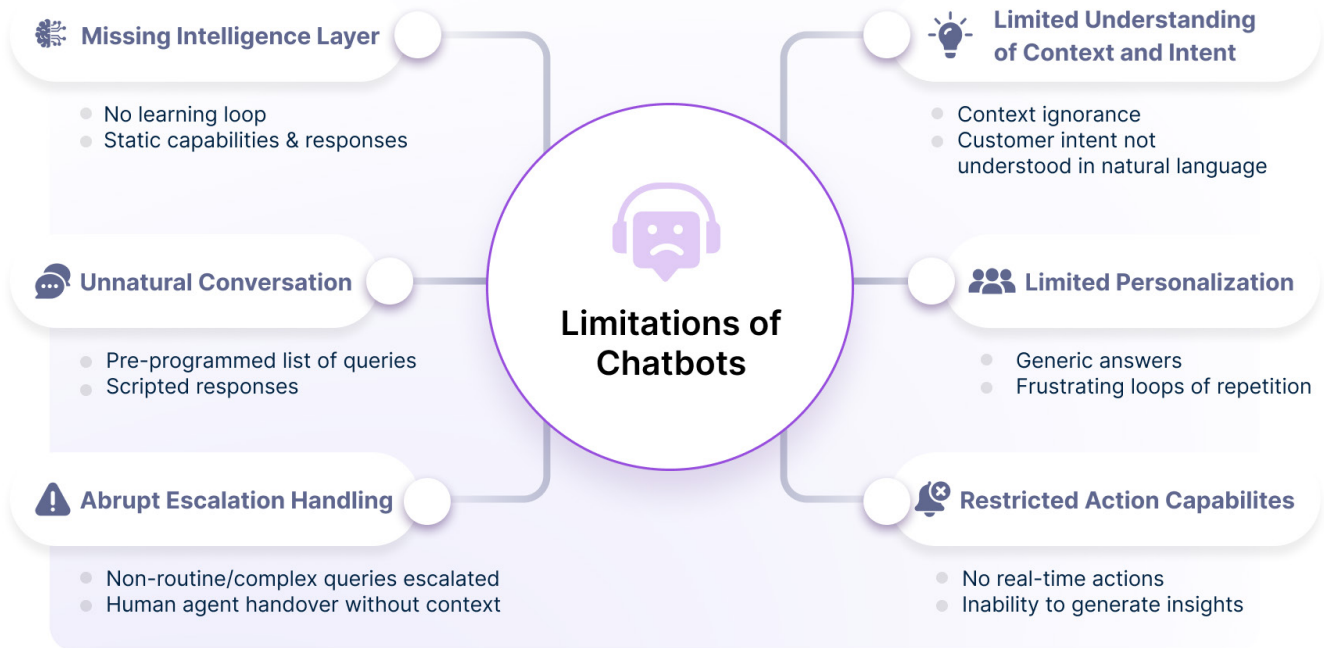 Missing Intelligence Layer
No learning loop
Static capabilities & responses
Unnatural Conversation
Pre-programmed list of queries
Scripted responses
Abrupt Escalation Handling
Non-routine/complex queries escalated
Human agent handover without context
Limitations of
Chatbots
Limited Understanding
of Context and Intent
Context ignorance
Customer intent not
understood in natural language
Limited Personalization
Generic answers
Frustrating loops of repetition
Restricted Action Capabilites
No real-time actions
Inability to generate insights